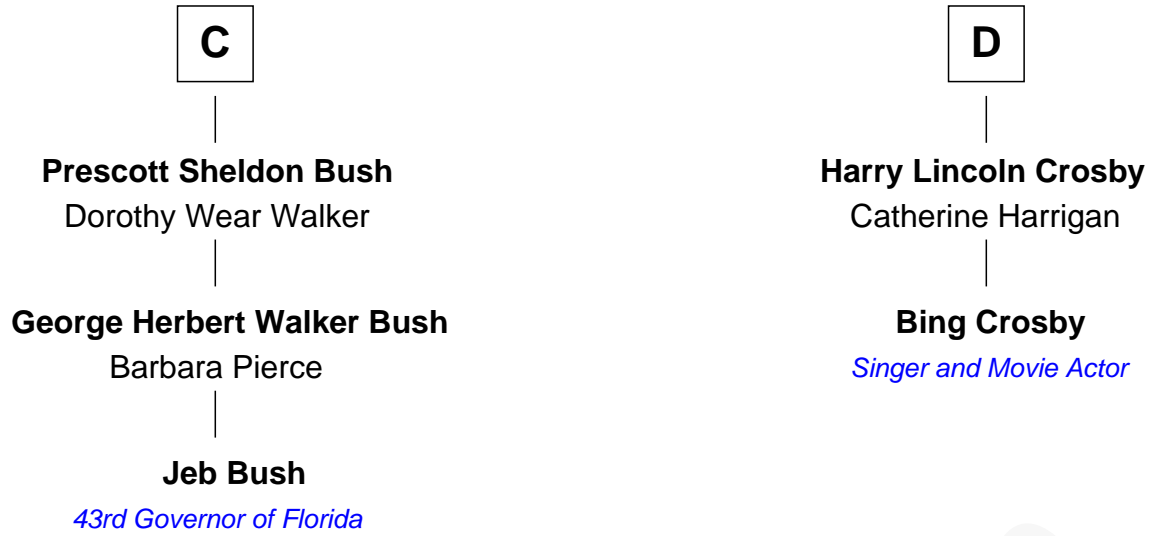 C
Prescott Sheldon Bush
Dorothy Wear Walker
George Herbert Walker Bush
Barbara Pierce
Jeb Bush
43rd Governor of Florida
D
Harry Lincoln Crosby
Catherine Harrigan
Bing Crosby
Singer and Movie Actor